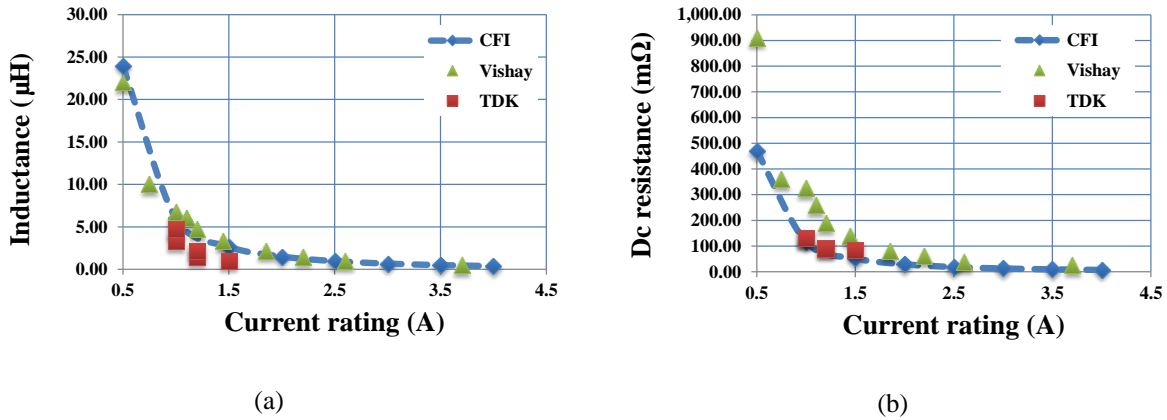 30.00
25.00
20.00
15.00
10.00
5.00
0.00
Inductance (µH)
CFI
Vishay
TDK
0.5 1.5 2.5 3.5 4.5
Current rating (A)
(a)
1,000.00
900.00
800.00
700.00
600.00
500.00
400.00
300.00
200.00
100.00
0.00
Dc resistance (mΩ)
CFI
Vishay
TDK
0.5 1.5 2.5 3.5 4.5
Current rating (A)
(b)